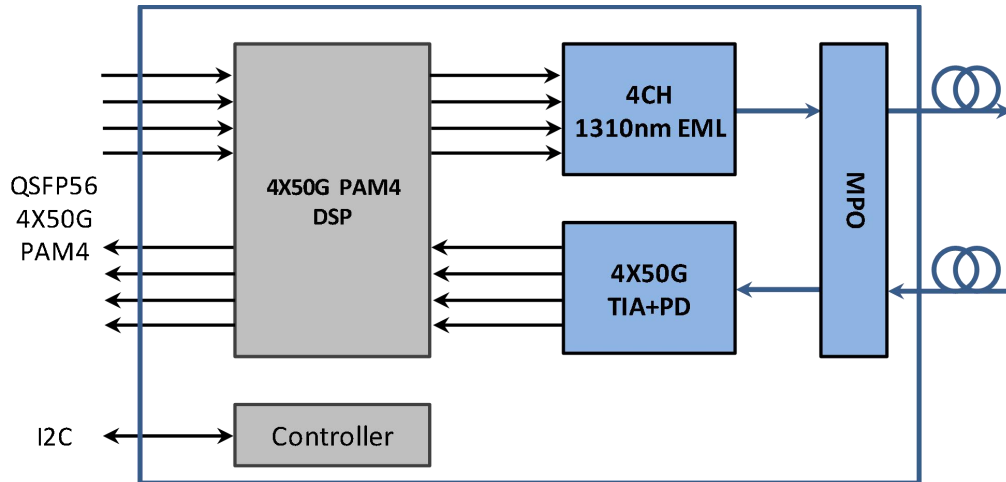 QSFP56
4X50G
PAM4
4X50G PAM4
DSP
4CH
1310nm EML
4X50G
TIA+PD
MPO
I2C
Controller